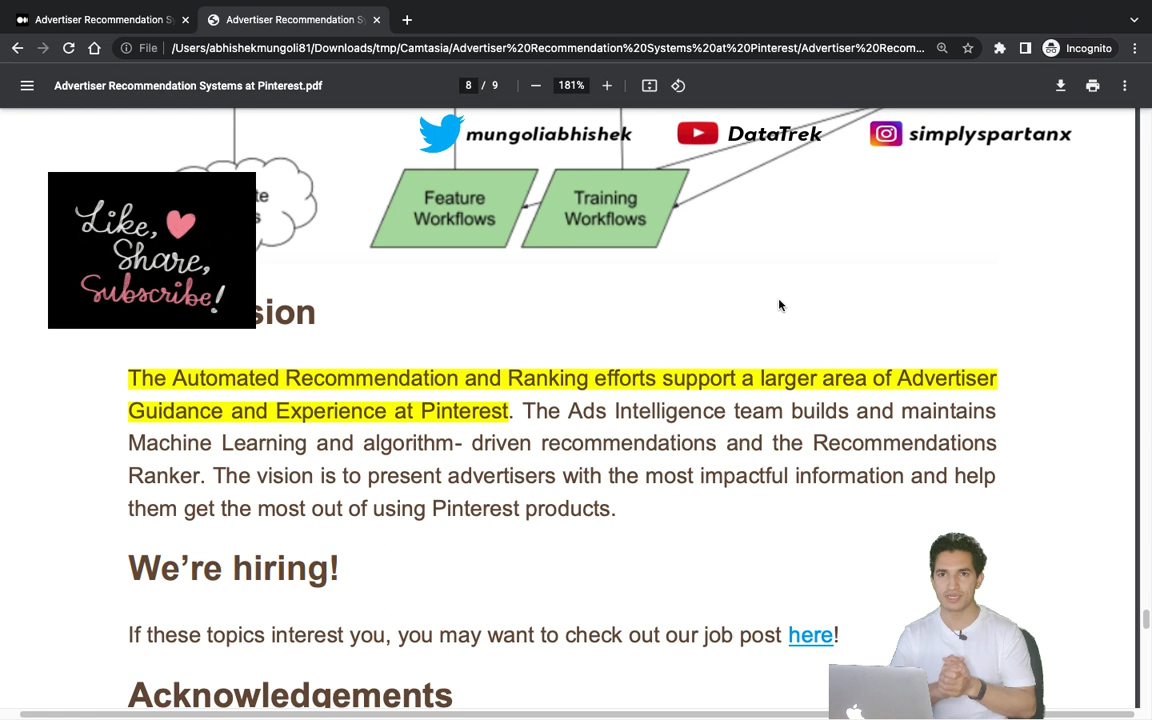 Advertiser Recommendation S
Advertiser Recommendation S
File
/Users/abhishekmungoli81/Downloads/tmp/Camtasia/Advertiser%20Recommendation%20Systems%20at%20Pinterest/Advertiser%20Recom...
Incognito
Advertiser Recommendation Systems at Pinterest.pdf
8 / 9
181%
mungoliabhishek
DataTrek
simplyspartanx
Feature
Workflows
Training
Workflows
Like,
Share,
Subscribe!
sion
The Automated Recommendation and Ranking efforts support a larger area of Advertiser
Guidance and Experience at Pinterest. The Ads Intelligence team builds and maintains
Machine Learning and algorithm- driven recommendations and the Recommendations
Ranker. The vision is to present advertisers with the most impactful information and help
them get the most out of using Pinterest products.
We’re hiring!
If these topics interest you, you may want to check out our job post here!
Acknowledgements